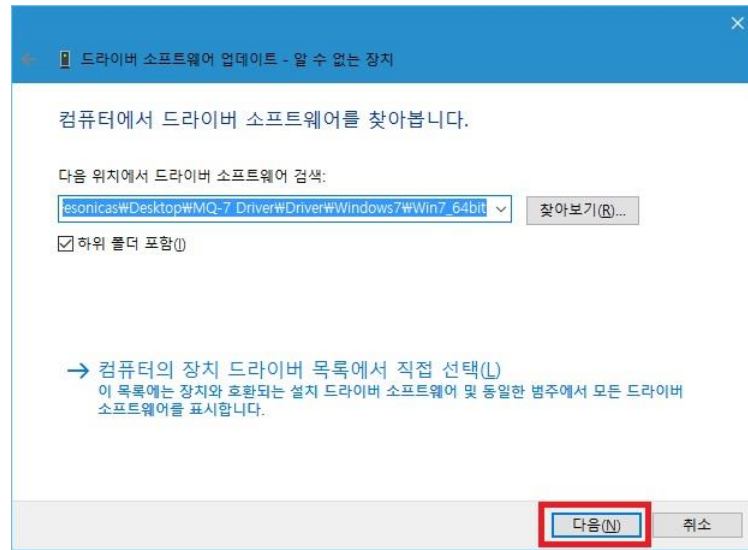 드라이버 소프트웨어 업데이트 - 알 수 없는 장치
컴퓨터에서 드라이버 소프트웨어를 찾아봅니다.
다음 위치에서 드라이버 소프트웨어 검색:
esonicas₩Desktop₩MQ-7 Driver₩Driver₩Windows7₩Win7_64bit
찾아보기(R)...
하위 폴더 포함(I)
→ 컴퓨터의 장치 드라이버 목록에서 직접 선택(L)
이 목록에는 장치와 호환되는 설치 드라이버 소프트웨어 및 동일한 범주에서 모든 드라이버
소프트웨어를 표시합니다.
다음(N) 취소